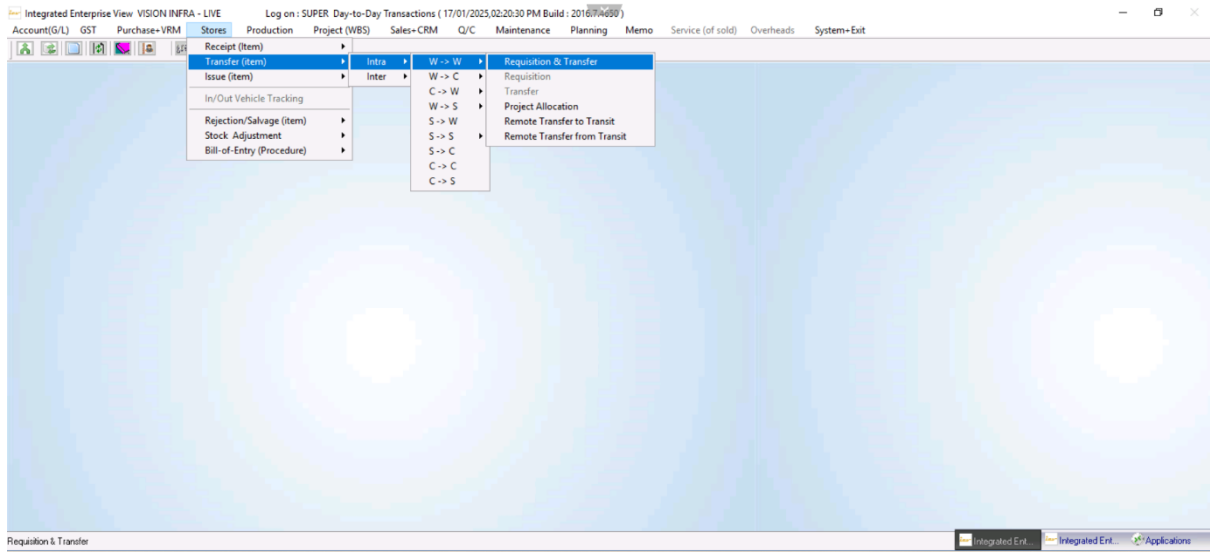 Integrated Enterprise View VISION INFRA - LIVE Log on : SUPER Day-to-Day Transactions ( 17/01/2025,02:20:30 PM Build : 2016.7.4650 )
Account(G/L) GST Purchase+VRM Stores Production Project (WBS) Sales+CRM Q/C Maintenance Planning Memo Service (of sold) Overheads System+Exit
Receipt (Item)
Transfer (item) Intra W -> W Requisition & Transfer
Issue (item) Inter W -> C Requisition
C -> W Transfer
In/Out Vehicle Tracking
W -> S Project Allocation
Rejection/Salvage (item) S -> W Remote Transfer to Transit
Stock Adjustment S -> S Remote Transfer from Transit
Bill-of-Entry (Procedure) S -> C
C -> C
C -> S
Requisition & Transfer Integrated Ent... Integrated Ent... Applications